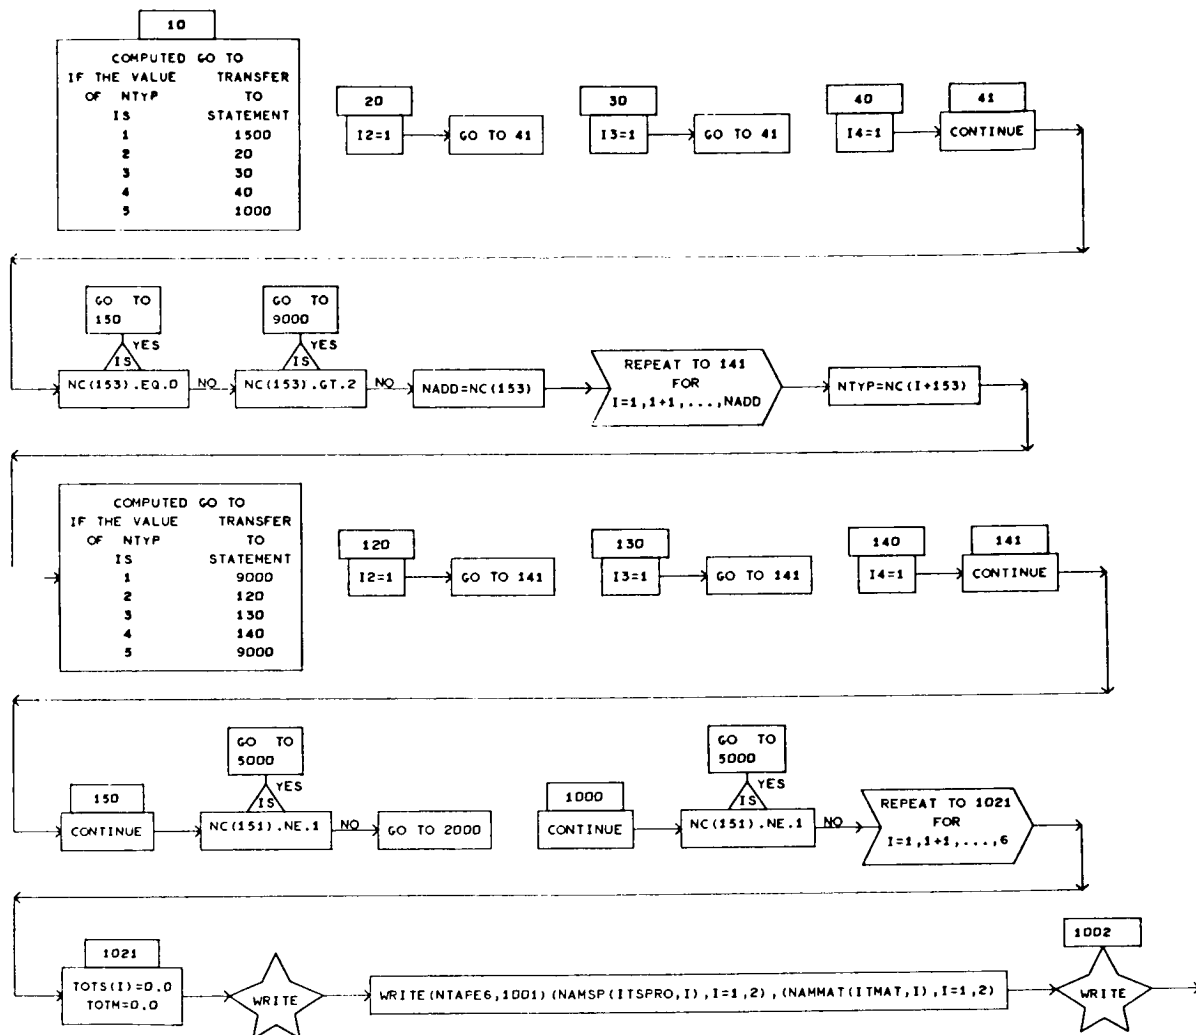 10
COMPUTED GO TO
IF THE VALUE TRANSFER
OF NTYP TO
IS STATEMENT
1 1500
2 20
3 30
4 40
5 1000
20
I2=1
GO TO 41
30
I3=1
GO TO 41
40
I4=1
41
CONTINUE
GO TO
150
YES
IS
NC(153).EQ.0
NO
GO TO
9000
YES
IS
NC(153).GT.2
NO
NADD=NC(153)
REPEAT TO 141
FOR
I=1,1+1,...,NADD
NTYP=NC(I+153)
COMPUTED GO TO
IF THE VALUE TRANSFER
OF NTYP TO
IS STATEMENT
1 9000
2 120
3 130
4 140
5 9000
120
I2=1
GO TO 141
130
I3=1
GO TO 141
140
I4=1
141
CONTINUE
150
CONTINUE
GO TO
5000
YES
IS
NC(151).NE.1
NO
GO TO 2000
1000
CONTINUE
GO TO
5000
YES
IS
NC(151).NE.1
NO
REPEAT TO 1021
FOR
I=1,1+1,...,6
1021
TOTS(I)=0.0
TOTM=0.0
WRITE
WRITE(NTAPE6,1001)(NAMSP(ITSPRO,I),I=1,2),(NAMMAT(ITMAT,I),I=1,2)
1002
WRITE